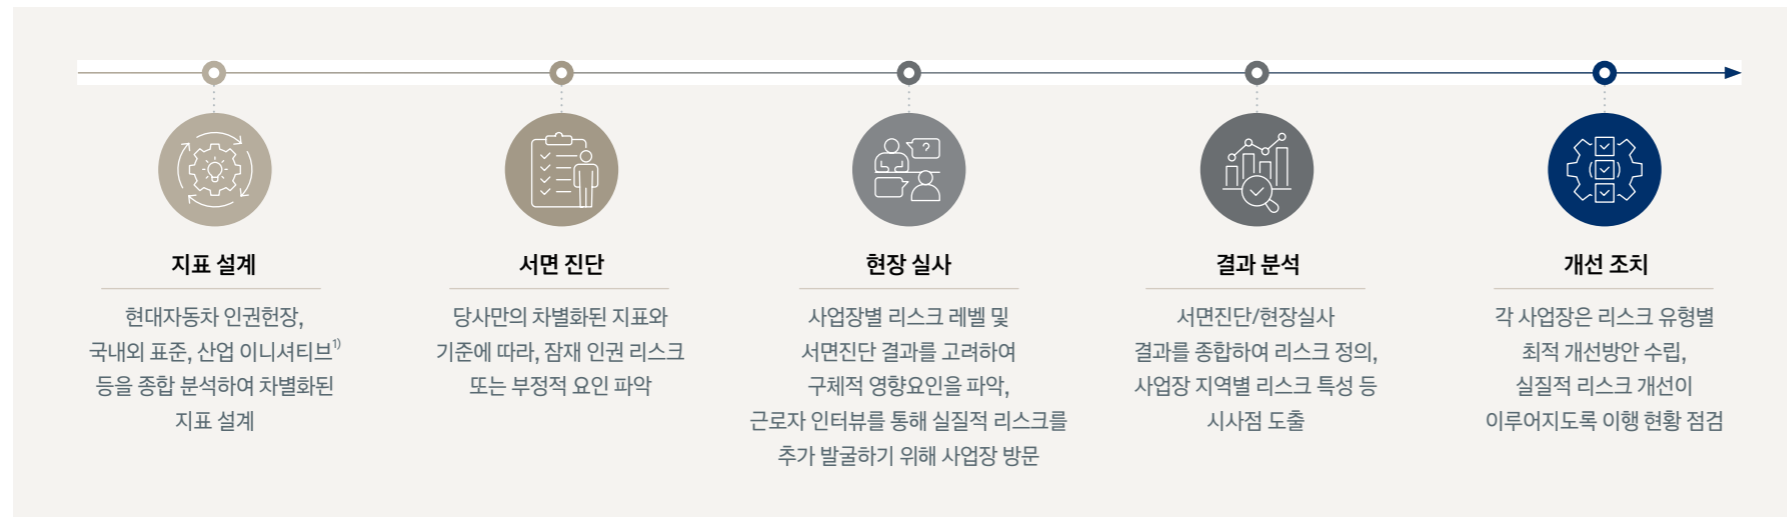 지표 설계
현대자동차 인권헌장,
국내외 표준, 산업 이니셔티브1)
등을 종합 분석하여 차별화된
지표 설계
서면 진단
당사만의 차별화된 지표와
기준에 따라, 잠재 인권 리스크
또는 부정적 요인 파악
현장 실사
사업장별 리스크 레벨 및
서면진단 결과를 고려하여
구체적 영향요인을 파악,
근로자 인터뷰를 통해 실질적 리스크를
추가 발굴하기 위해 사업장 방문
결과 분석
서면진단/현장실사
결과를 종합하여 리스크 정의,
사업장 지역별 리스크 특성 등
시사점 도출
개선 조치
각 사업장은 리스크 유형별
최적 개선방안 수립,
실질적 리스크 개선이
이루어지도록 이행 현황 점검